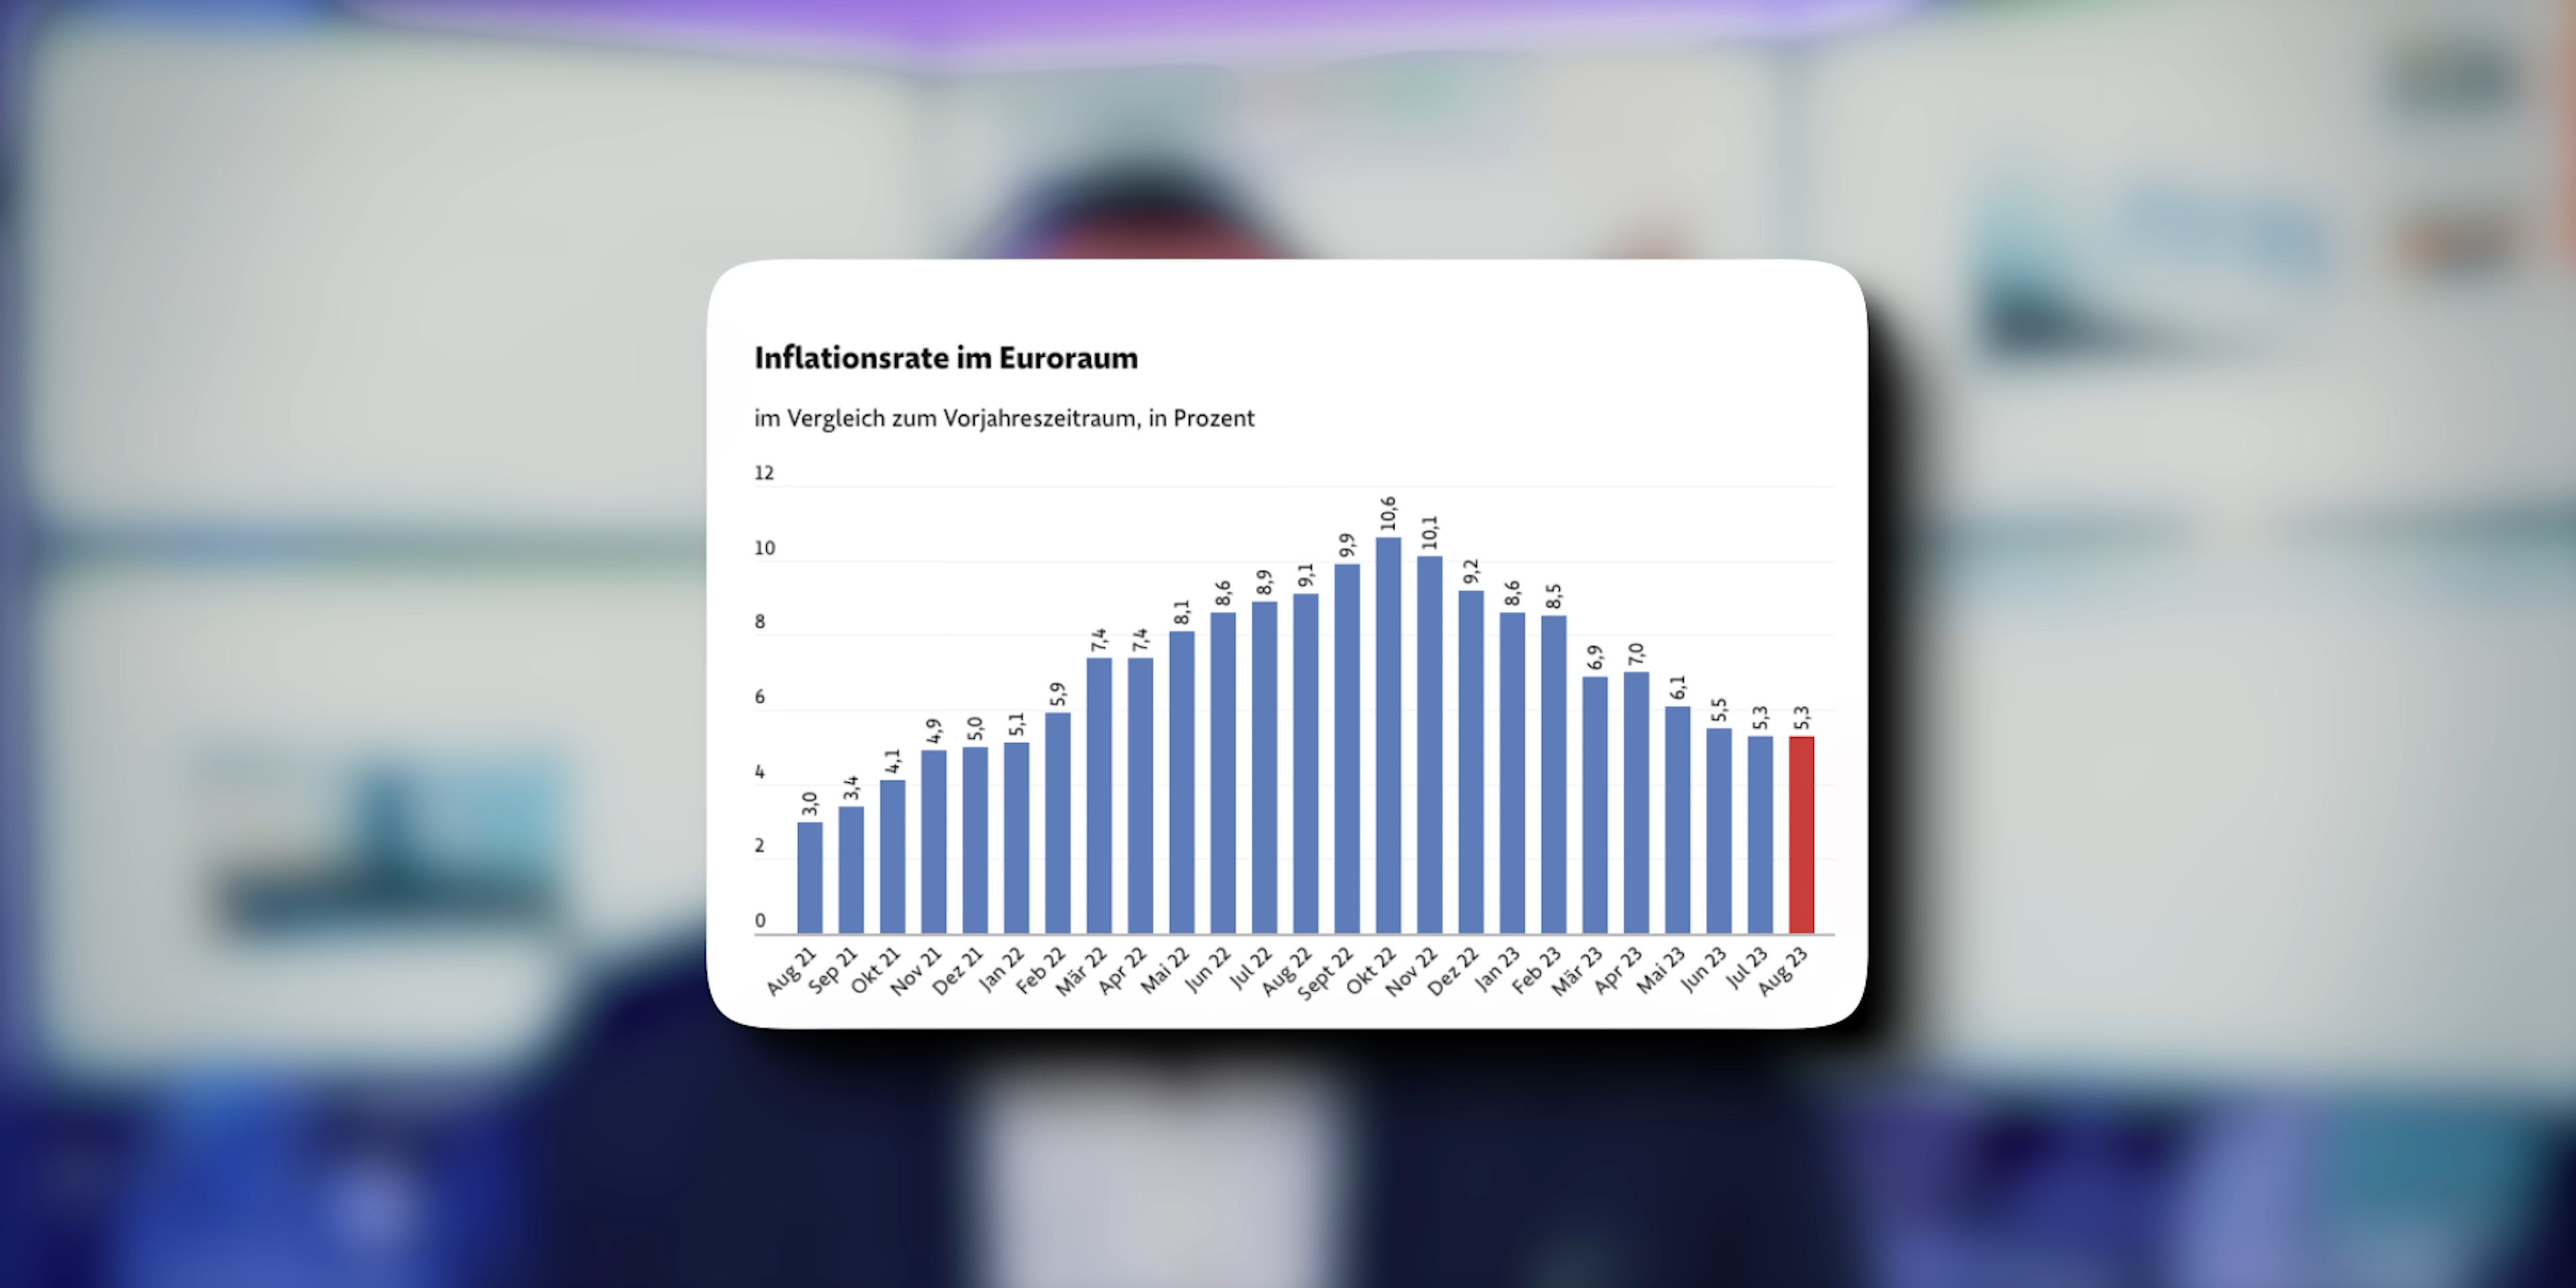 Inflationsrate im Euroraum
im Vergleich zum Vorjahreszeitraum, in Prozent
12
10
8
6
4
2
0
3,0
3,4
4,1
4,9
5,0
5,1
5,9
7,4
7,4
8,1
8,6
8,9
9,1
9,9
10,6
10,1
9,2
8,6
8,5
6,9
7,0
6,1
5,5
5,3
5,3
Aug 21
Sep 21
Okt 21
Nov 21
Dez 21
Jan 22
Feb 22
Mär 22
Apr 22
Mai 22
Jun 22
Jul 22
Aug 22
Sept 22
Okt 22
Nov 22
Dez 22
Jan 23
Feb 23
Mär 23
Apr 23
Mai 23
Jun 23
Jul 23
Aug 23